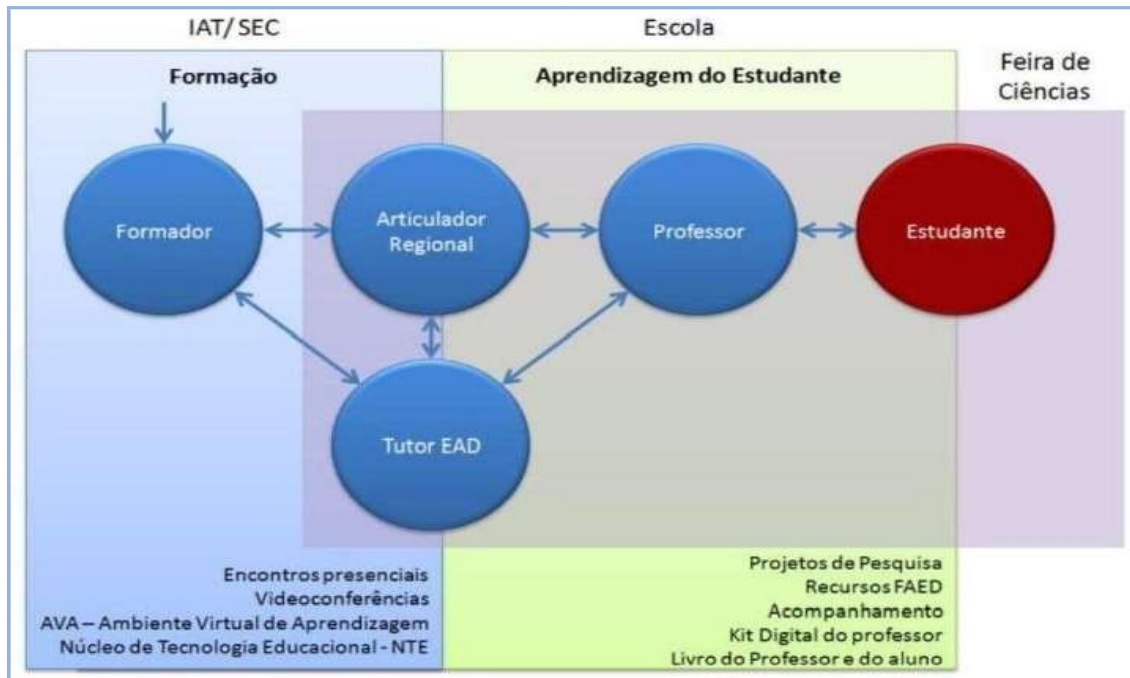 IAT/ SEC
Escola
Formação
Aprendizagem do Estudante
Feira de
Ciências
Formador
Articulador
Regional
Professor
Estudante
Tutor EAD
Encontros presenciais
Videoconferências
AVA – Ambiente Virtual de Aprendizagem
Núcleo de Tecnologia Educacional - NTE
Projetos de Pesquisa
Recursos FAED
Acompanhamento
Kit Digital do professor
Livro do Professor e do aluno